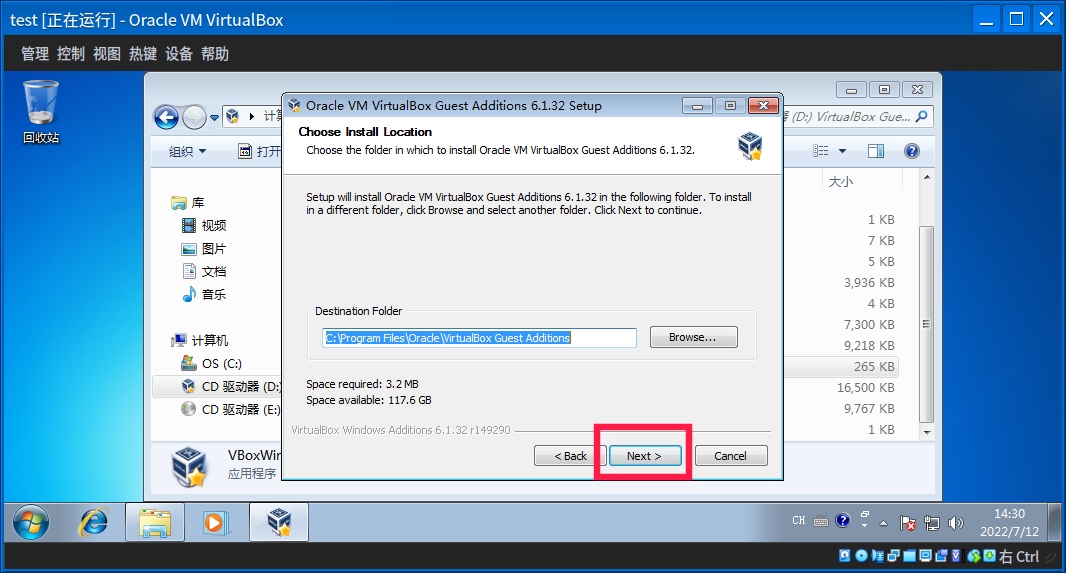 test [正在运行] - Oracle VM VirtualBox
管理 控制 视图 热键 设备 帮助
回收站
(D:) VirtualBox Gue...
组织
打开
大小
库
视频
图片
文档
音乐
计算机
OS (C:)
CD 驱动器 (D:)
CD 驱动器 (E:)
1 KB
7 KB
5 KB
3,936 KB
4 KB
7,300 KB
9,218 KB
265 KB
16,500 KB
9,767 KB
1 KB
Oracle VM VirtualBox Guest Additions 6.1.32 Setup
Choose Install Location
Choose the folder in which to install Oracle VM VirtualBox Guest Additions 6.1.32.
Setup will install Oracle VM VirtualBox Guest Additions 6.1.32 in the following folder. To install
in a different folder, click Browse and select another folder. Click Next to continue.
Destination Folder
C:\Program Files\Oracle\VirtualBox Guest Additions
Browse...
Space required: 3.2 MB
Space available: 117.6 GB
VirtualBox Windows Additions 6.1.32 r149290
< Back
Next >
Cancel
VBoxWin
应用程序
CH
14:30
2022/7/12
右 Ctrl